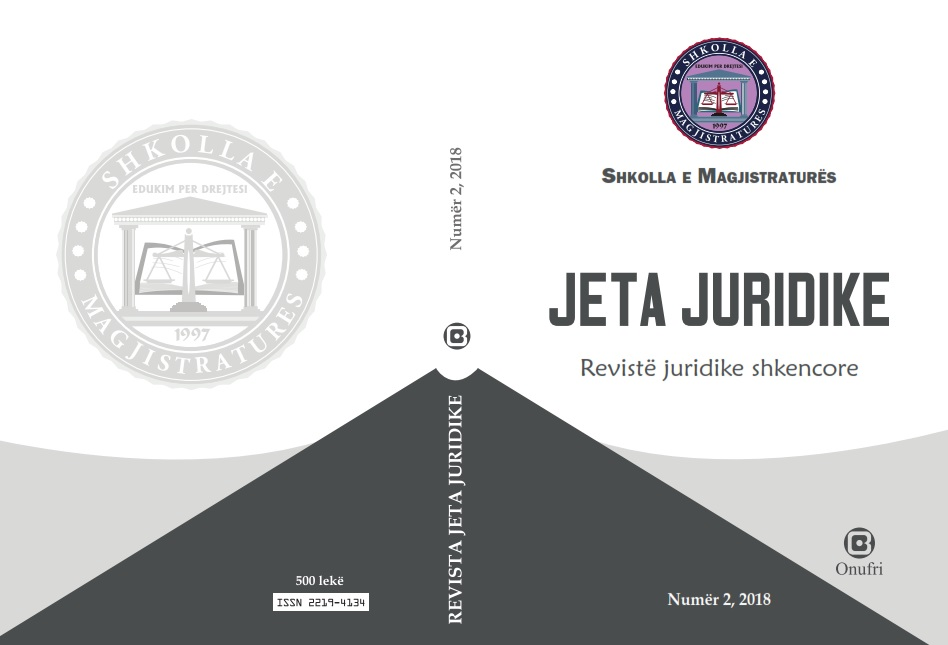 SHKOLLA E
EDUKIM PER DREJTESI
1997
MAGJISTRATURES
500 lekë
ISSN 2219-4134
Numër 2, 2018
REVISTA JETA JURIDIKE
SHKOLLA E
EDUKIM PER DREJTESI
1997
MAGJISTRATURES
SHKOLLA E MAGJISTRATURËS
JETA JURIDIKE
Revistë juridike shkencore
Onufri
Numër 2, 2018